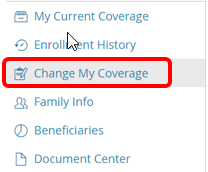 My Current Coverage
Enrollment History
Change My Coverage
Family Info
Beneficiaries
Document Center